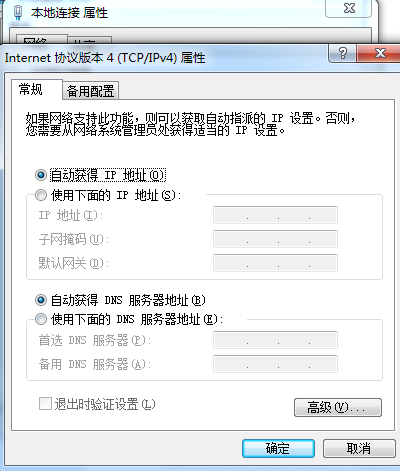 本地连接 属性
网络
共享
Internet 协议版本 4 (TCP/IPv4) 属性
常规
备用配置
如果网络支持此功能，则可以获取自动指派的 IP 设置。否则，
您需要从网络系统管理员处获得适当的 IP 设置。
自动获得 IP 地址(O)
使用下面的 IP 地址(S):
IP 地址(I):
子网掩码(U):
默认网关(D):
自动获得 DNS 服务器地址(B)
使用下面的 DNS 服务器地址(E):
首选 DNS 服务器(P):
备用 DNS 服务器(A):
退出时验证设置(L)
高级(V)...
确定
取消